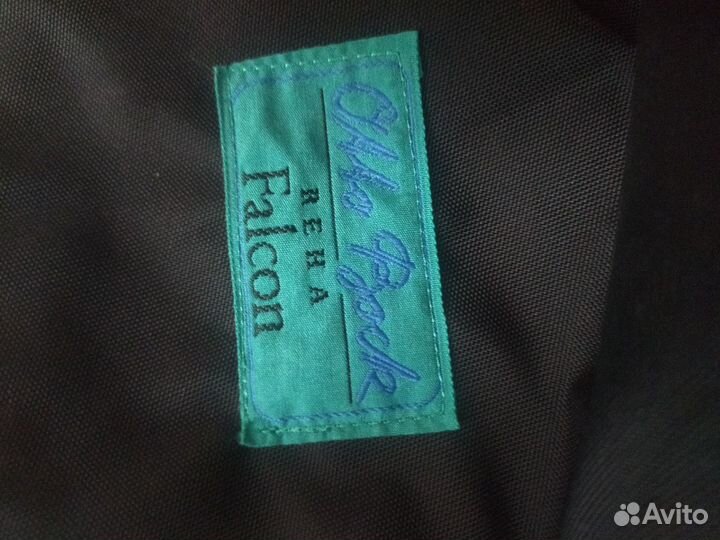 Otto Bock
REHA
Falcon
Avito